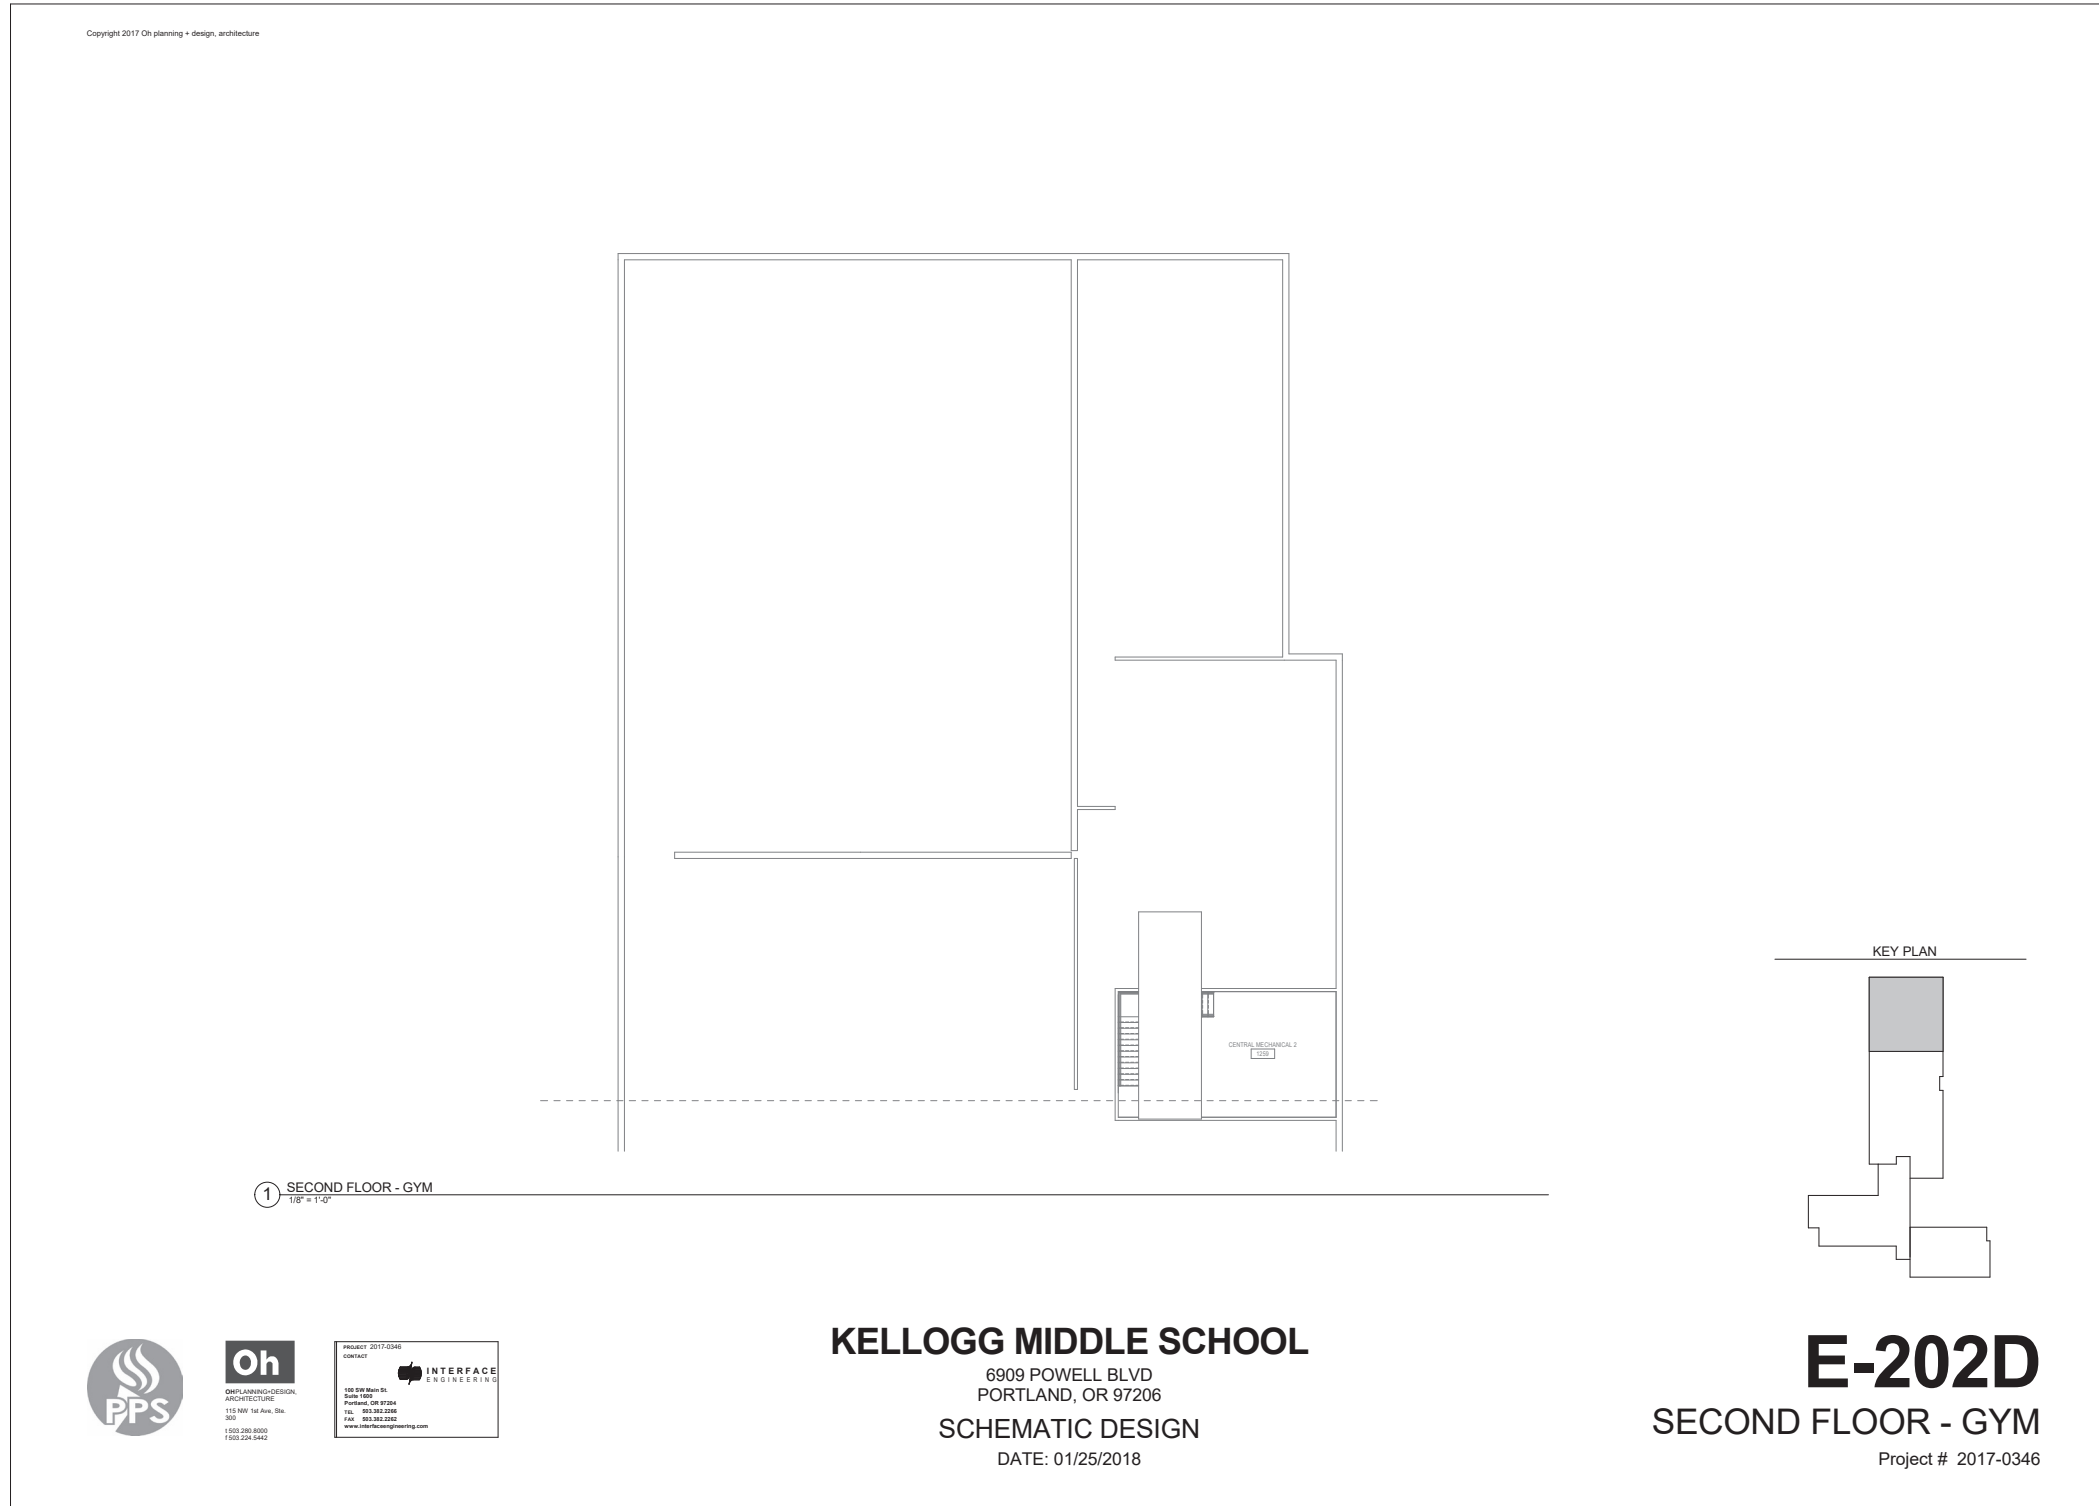 Copyright 2017 Oh planning + design, architecture
CENTRAL MECHANICAL 2
1259
KEY PLAN
1
SECOND FLOOR - GYM
1/8" = 1'-0"
PPS
Oh
OHPLANNING+DESIGN,
ARCHITECTURE
115 NW 1st Ave, Ste.
300
t 503.280.8000
f 503.224.5442
PROJECT 2017-0346
CONTACT
INTERFACE
ENGINEERING
100 SW Main St.
Suite 1600
Portland, OR 97204
TEL 503.382.2266
FAX 503.382.2262
www.interfaceengineering.com
KELLOGG MIDDLE SCHOOL
6909 POWELL BLVD
PORTLAND, OR 97206
SCHEMATIC DESIGN
DATE: 01/25/2018
E-202D
SECOND FLOOR - GYM
Project # 2017-0346